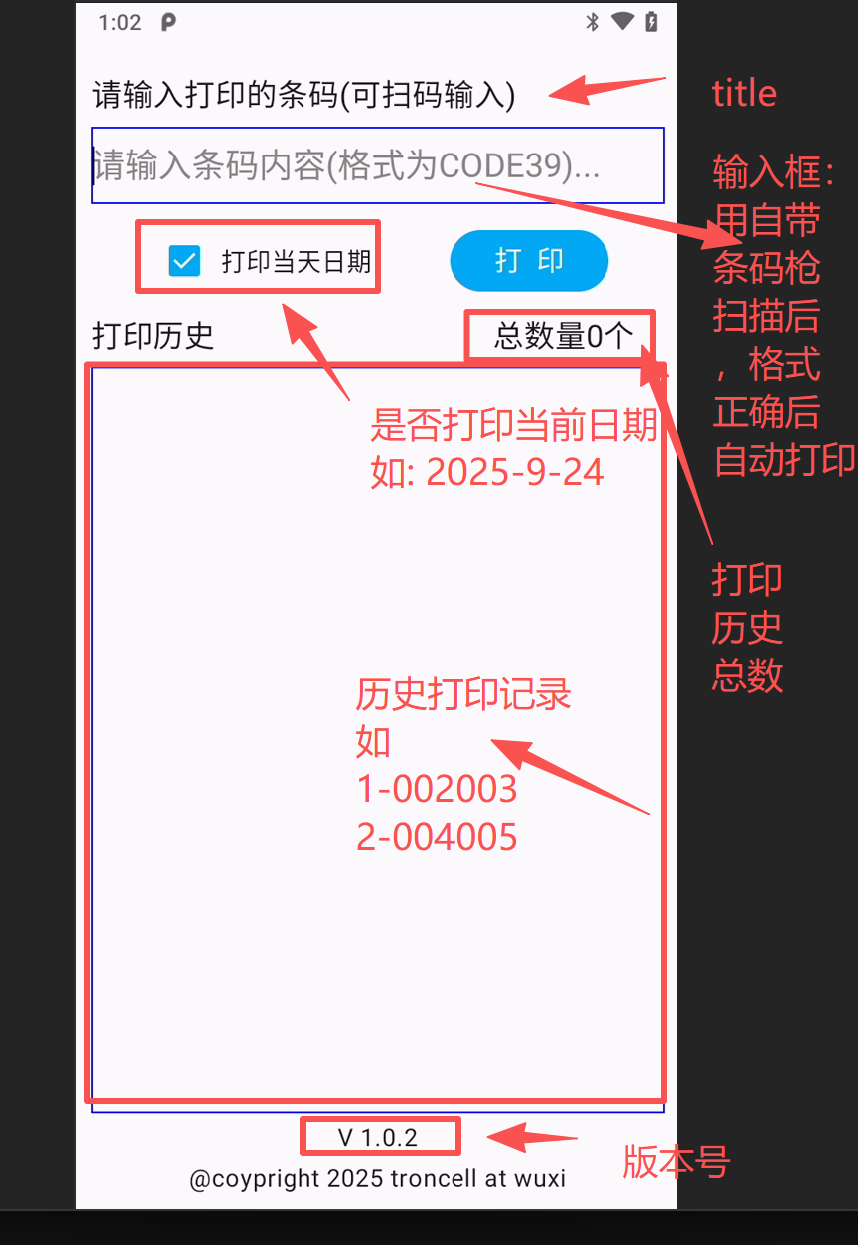 1:02
请输入打印的条码(可扫码输入)
title
请输入条码内容(格式为CODE39)...
输入框：
用自带
条码枪
扫描后
，格式
正确后
自动打印
打印当天日期
打 印
打印历史
总数量0个
是否打印当前日期
如: 2025-9-24
打印
历史
总数
历史打印记录
如
1-002003
2-004005
V 1.0.2
版本号
@coypright 2025 troncell at wuxi